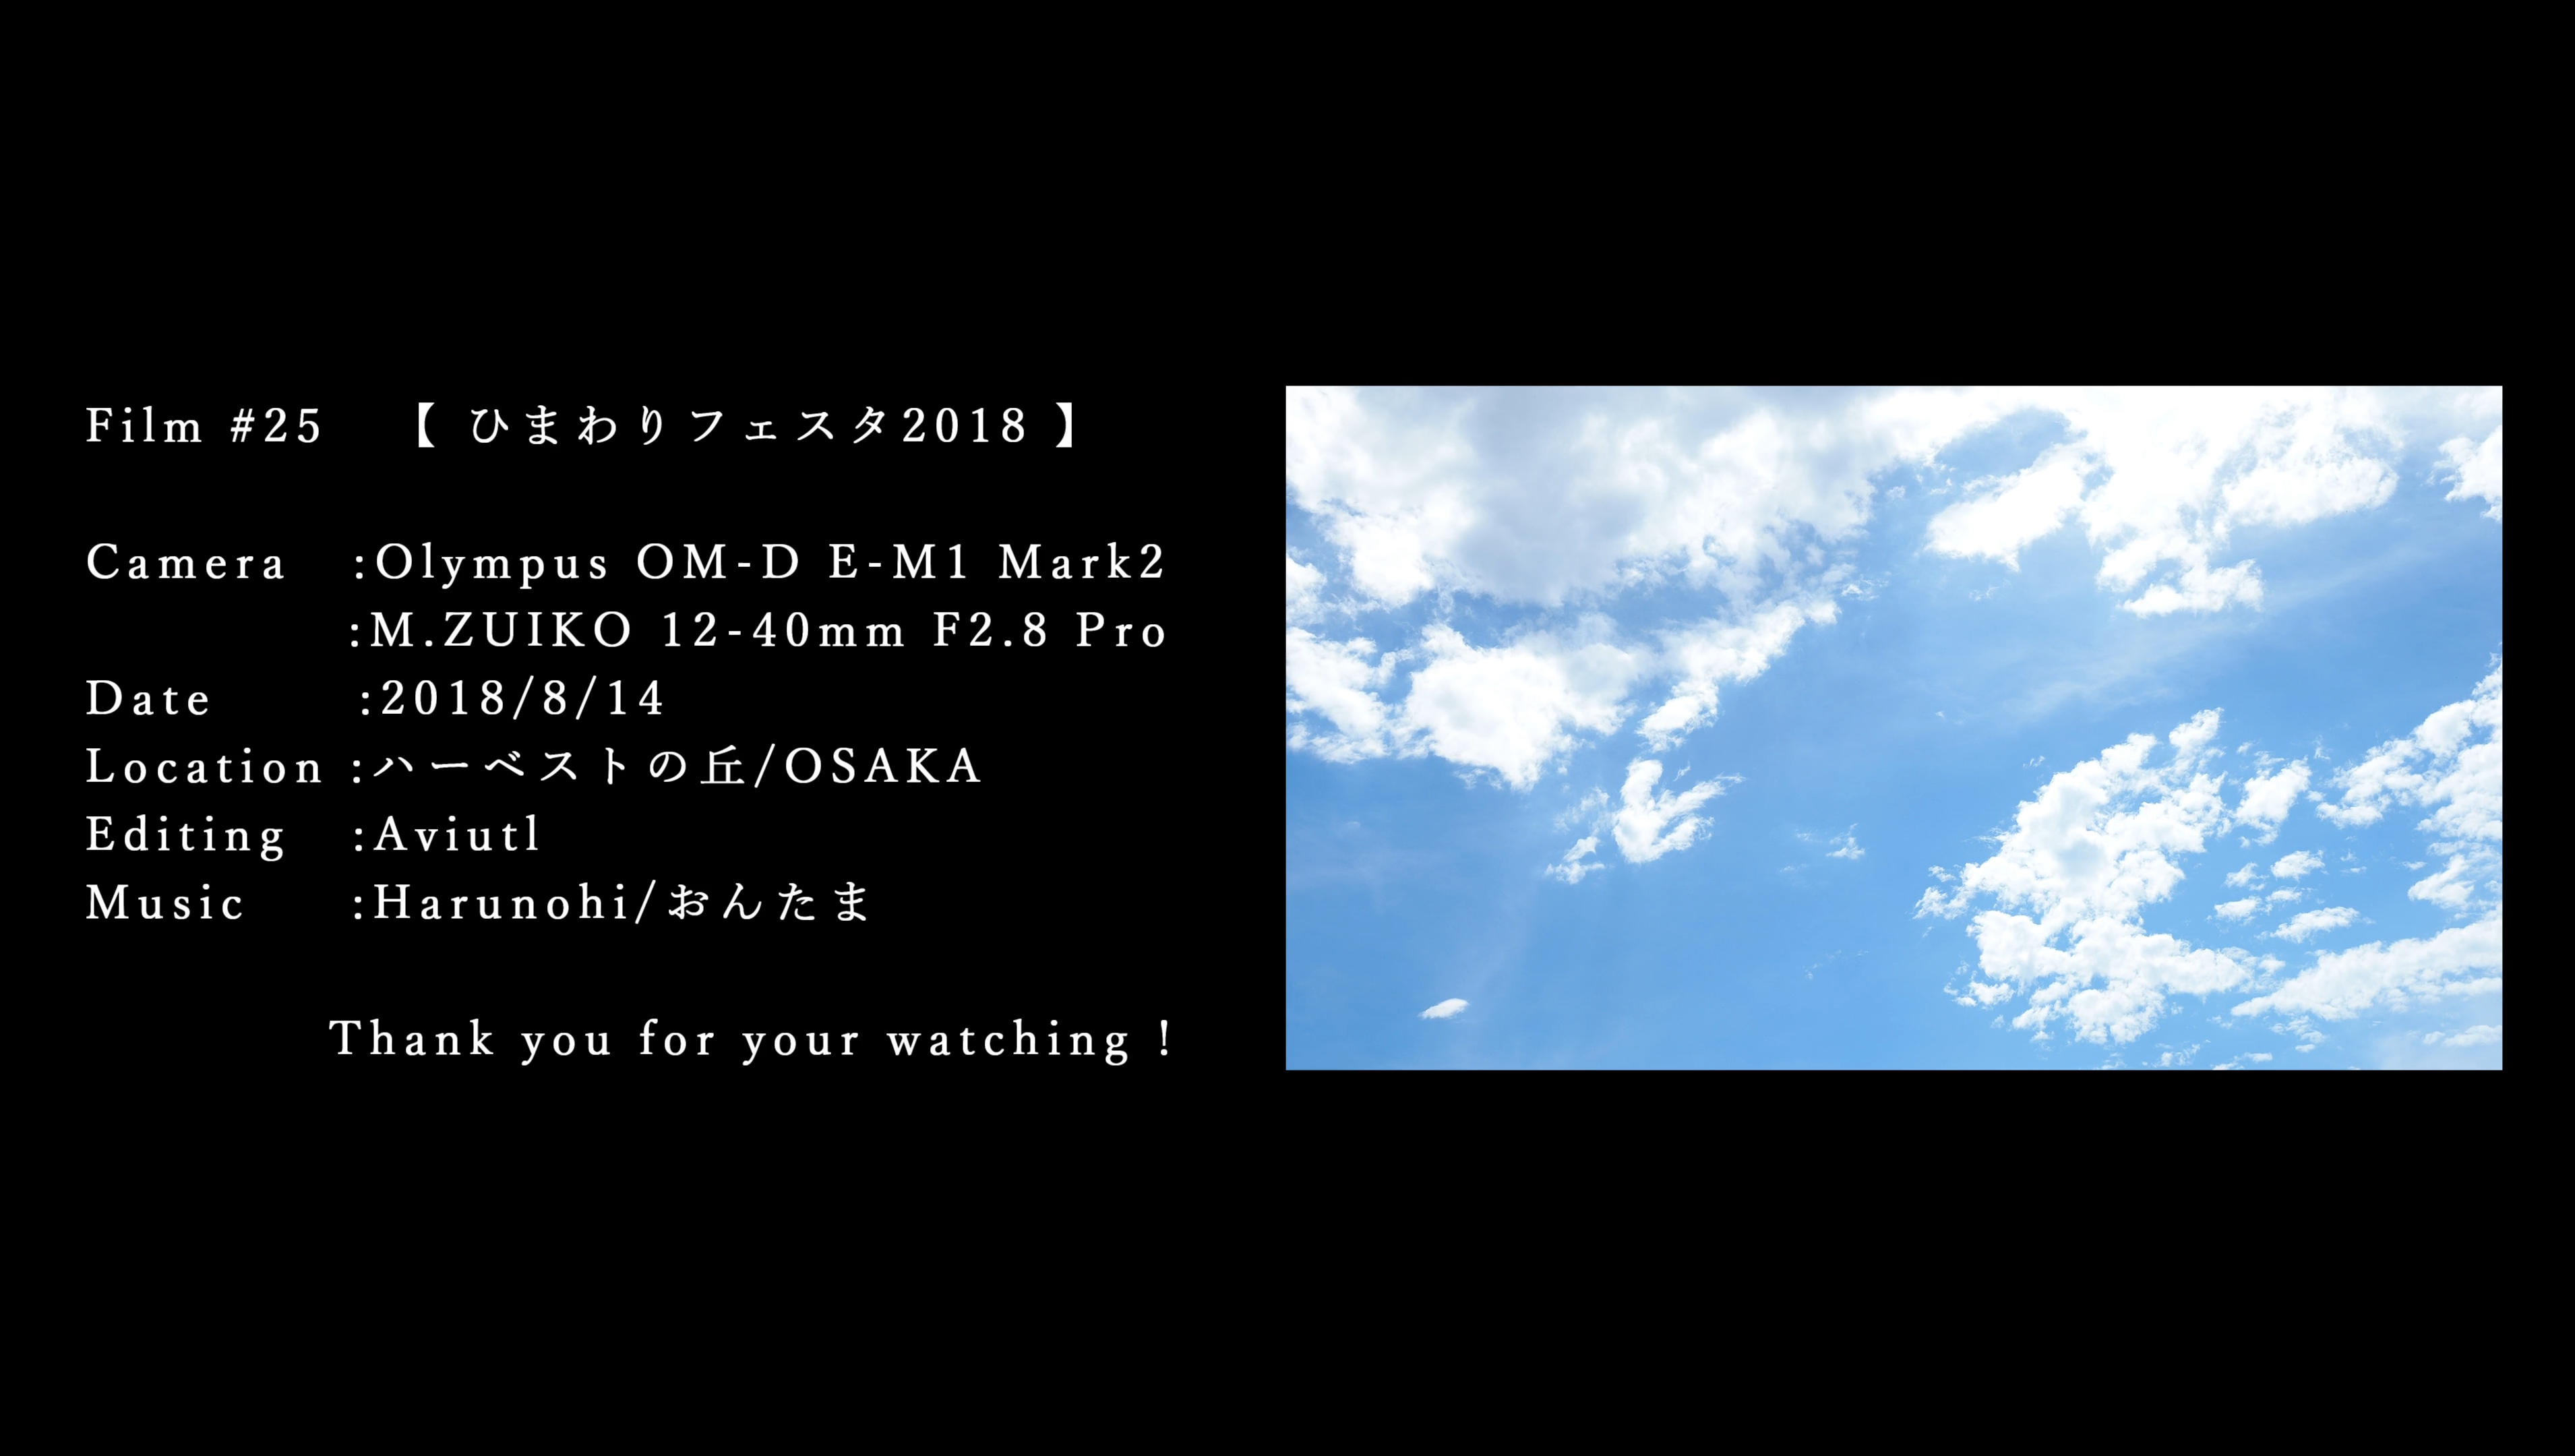 Film #25 【 ひまわりフェスタ2018 】
Camera :Olympus OM-D E-M1 Mark2
:M.ZUIKO 12-40mm F2.8 Pro
Date :2018/8/14
Location :ハーベストの丘/OSAKA
Editing :Aviutl
Music :Harunohi/おんたま
Thank you for your watching !